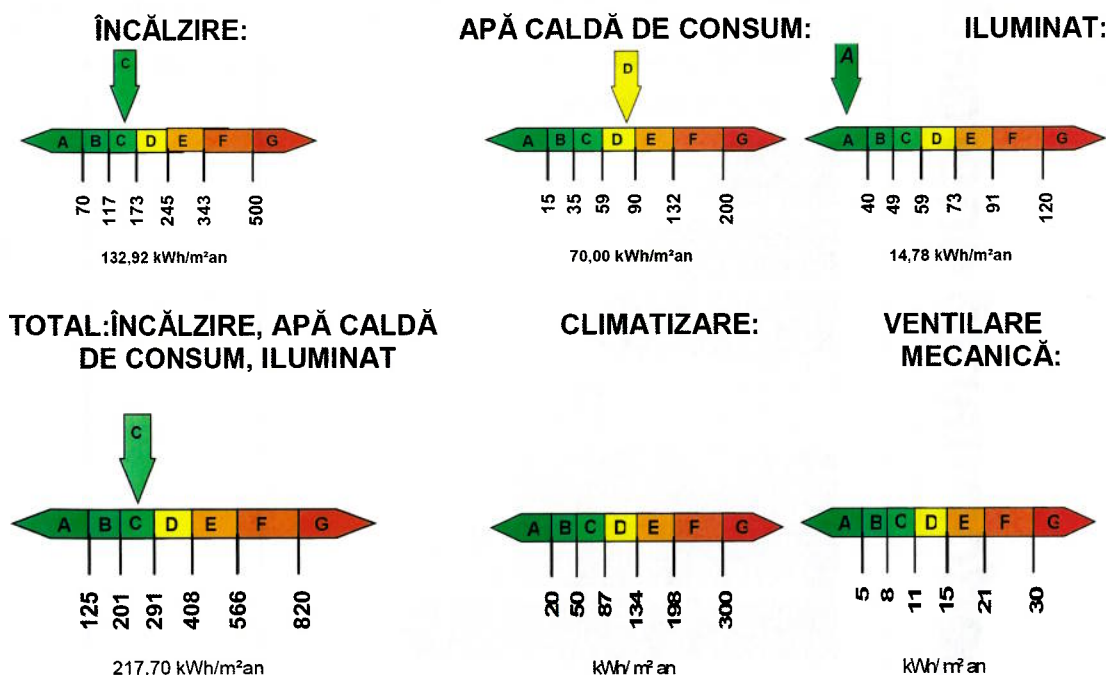 ÎNCĂLZIRE:
C
A B C D E F G
70 117 173 245 343 500
132,92 kWh/m²an
APĂ CALDĂ DE CONSUM:
D
A B C D E F G
15 35 59 90 132 200
70,00 kWh/m²an
ILUMINAT:
A
A B C D E F G
40 49 59 73 91 120
14,78 kWh/m²an
TOTAL:ÎNCĂLZIRE, APĂ CALDĂ
DE CONSUM, ILUMINAT
C
A B C D E F G
125 201 291 408 566 820
217,70 kWh/m²an
CLIMATIZARE:
A B C D E F G
20 50 87 134 198 300
kWh/m² an
VENTILARE
MECANICĂ:
A B C D E F G
5 8 11 15 21 30
kWh/m² an